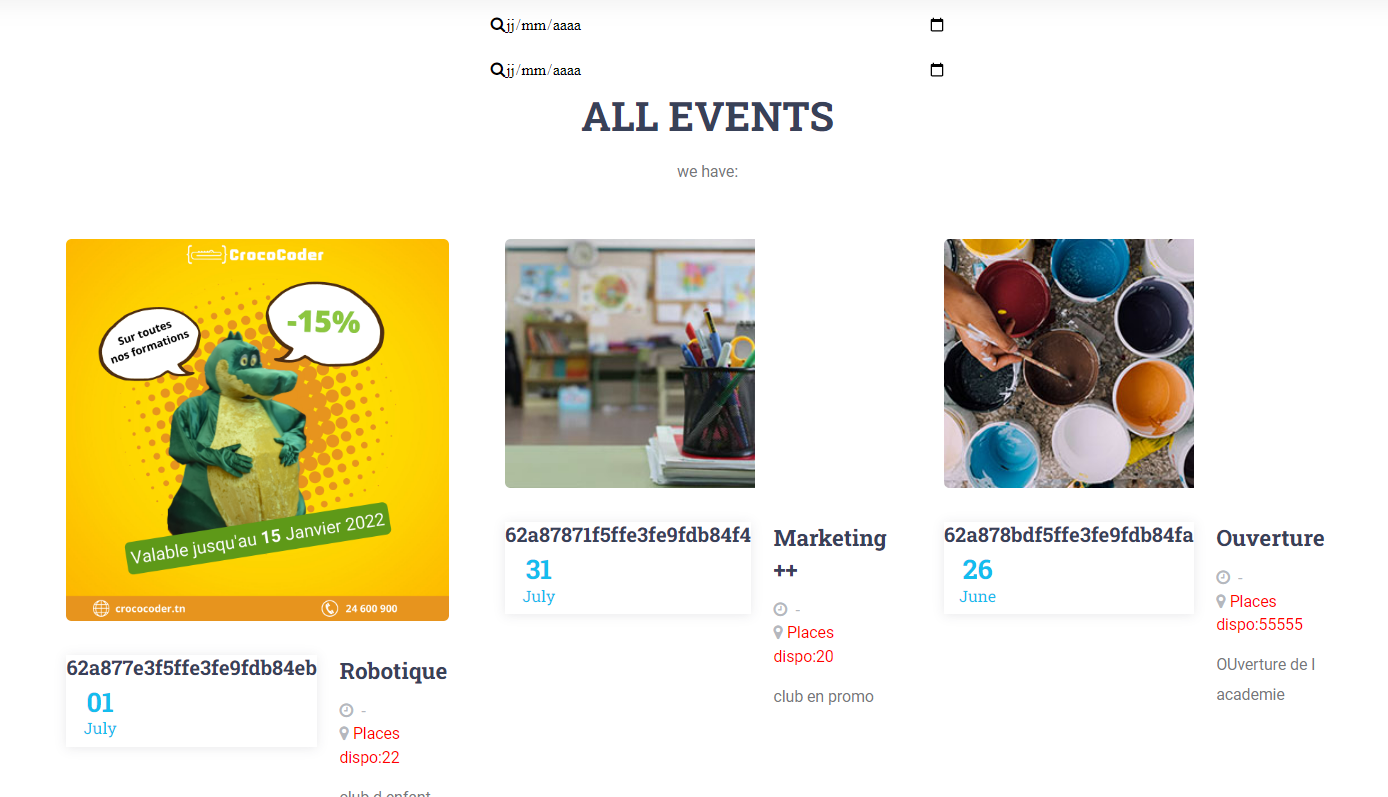 jj/mm/aaaa
jj/mm/aaaa
ALL EVENTS
we have:
CrocoCoder
Sur toutes
nos formations
-15%
Valable jusqu'au 15 Janvier 2022
crococoder.tn
24 600 900
62a877e3f5ffe3fe9fdb84eb
01
July
Robotique
-
Places
dispo:22
club d enfant
62a87871f5ffe3fe9fdb84f4
31
July
Marketing
++
-
Places
dispo:20
club en promo
62a878bdf5ffe3fe9fdb84fa
26
June
Ouverture
-
Places
dispo:55555
OUverture de l
academie